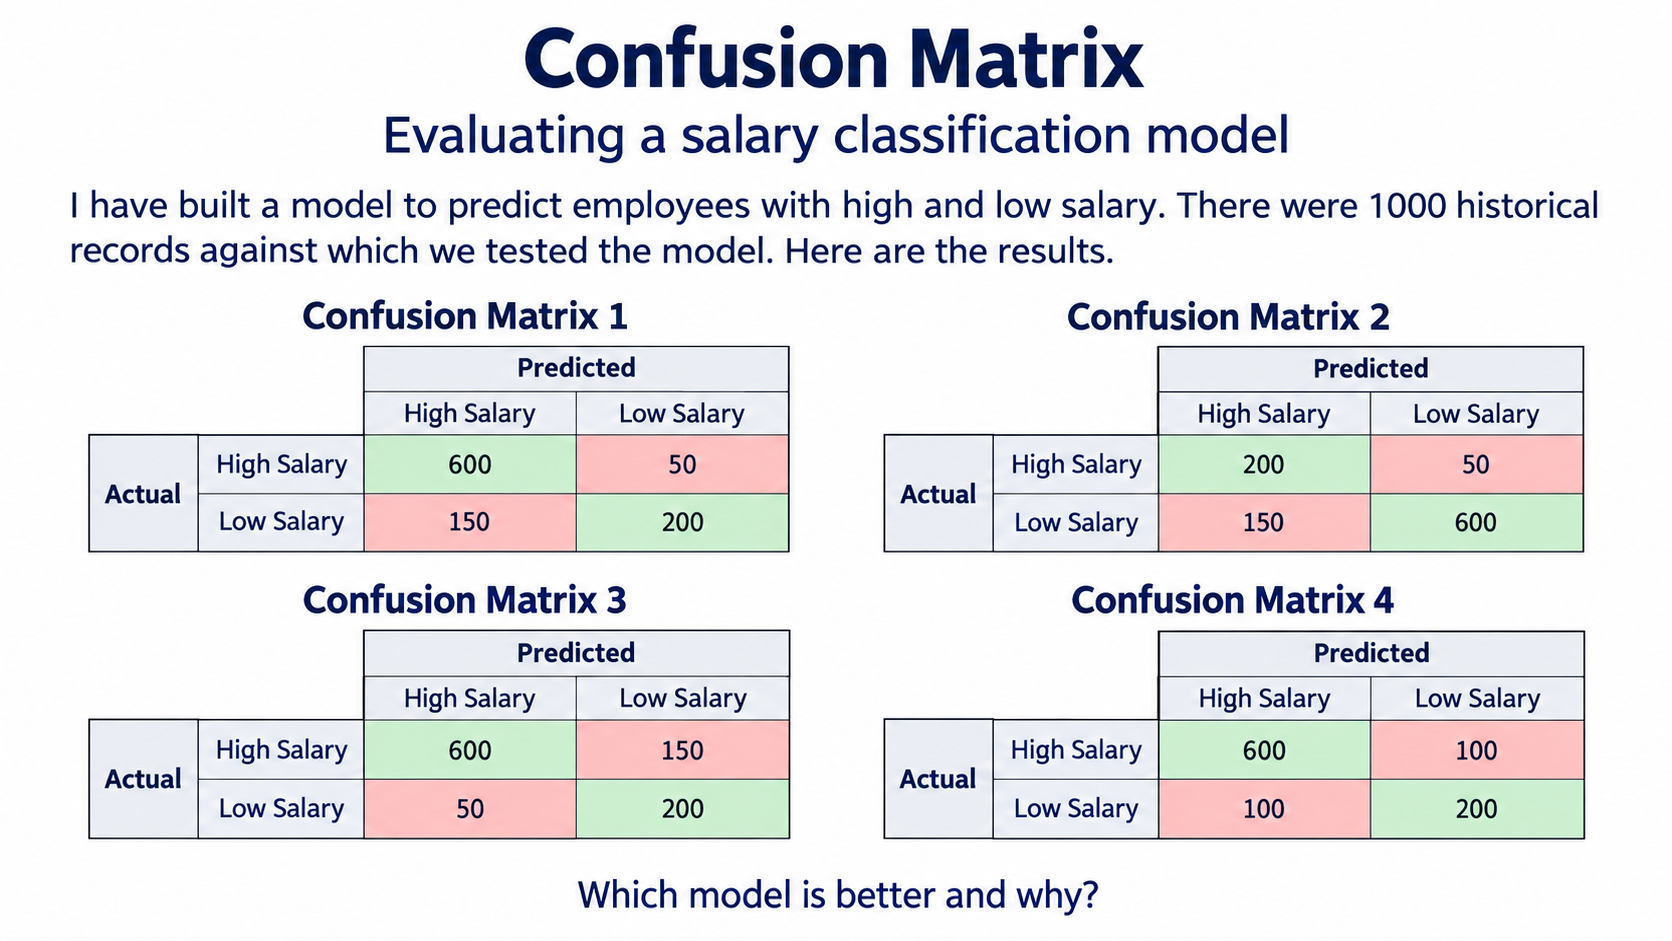 Confusion Matrix
Evaluating a salary classification model
I have built a model to predict employees with high and low salary. There were 1000 historical
records against which we tested the model. Here are the results.
Confusion Matrix 1
Predicted
High Salary Low Salary
Actual
High Salary 600 50
Low Salary 150 200
Confusion Matrix 2
Predicted
High Salary Low Salary
Actual
High Salary 200 50
Low Salary 150 600
Confusion Matrix 3
Predicted
High Salary Low Salary
Actual
High Salary 600 150
Low Salary 50 200
Confusion Matrix 4
Predicted
High Salary Low Salary
Actual
High Salary 600 100
Low Salary 100 200
Which model is better and why?